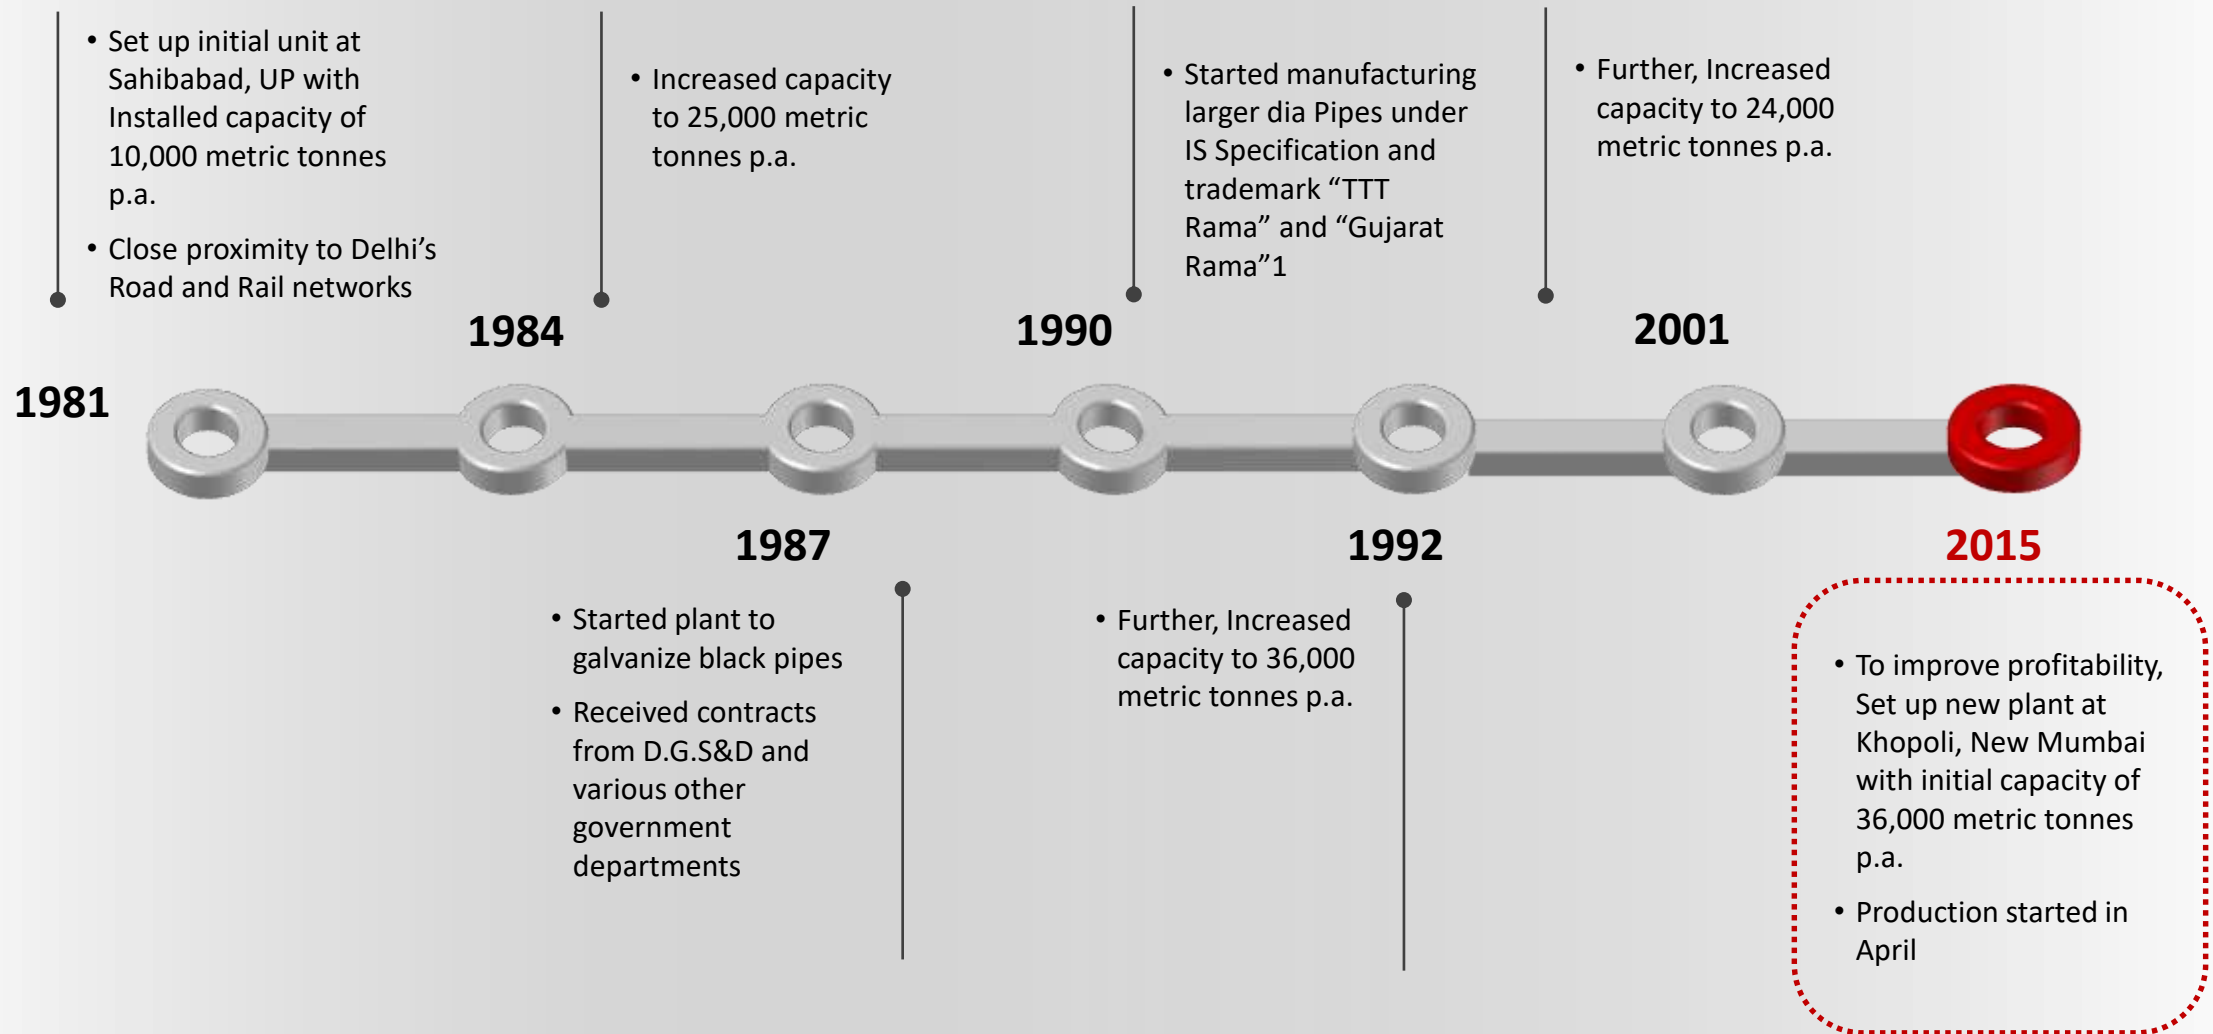 1981
• Set up initial unit at
Sahibabad, UP with
Installed capacity of
10,000 metric tonnes
p.a.
• Close proximity to Delhi’s
Road and Rail networks
1984
• Increased capacity
to 25,000 metric
tonnes p.a.
1987
• Started plant to
galvanize black pipes
• Received contracts
from D.G.S&D and
various other
government
departments
1990
• Started manufacturing
larger dia Pipes under
IS Specification and
trademark “TTT
Rama” and “Gujarat
Rama”1
1992
• Further, Increased
capacity to 36,000
metric tonnes p.a.
2001
• Further, Increased
capacity to 24,000
metric tonnes p.a.
2015
• To improve profitability,
Set up new plant at
Khopoli, New Mumbai
with initial capacity of
36,000 metric tonnes
p.a.
• Production started in
April